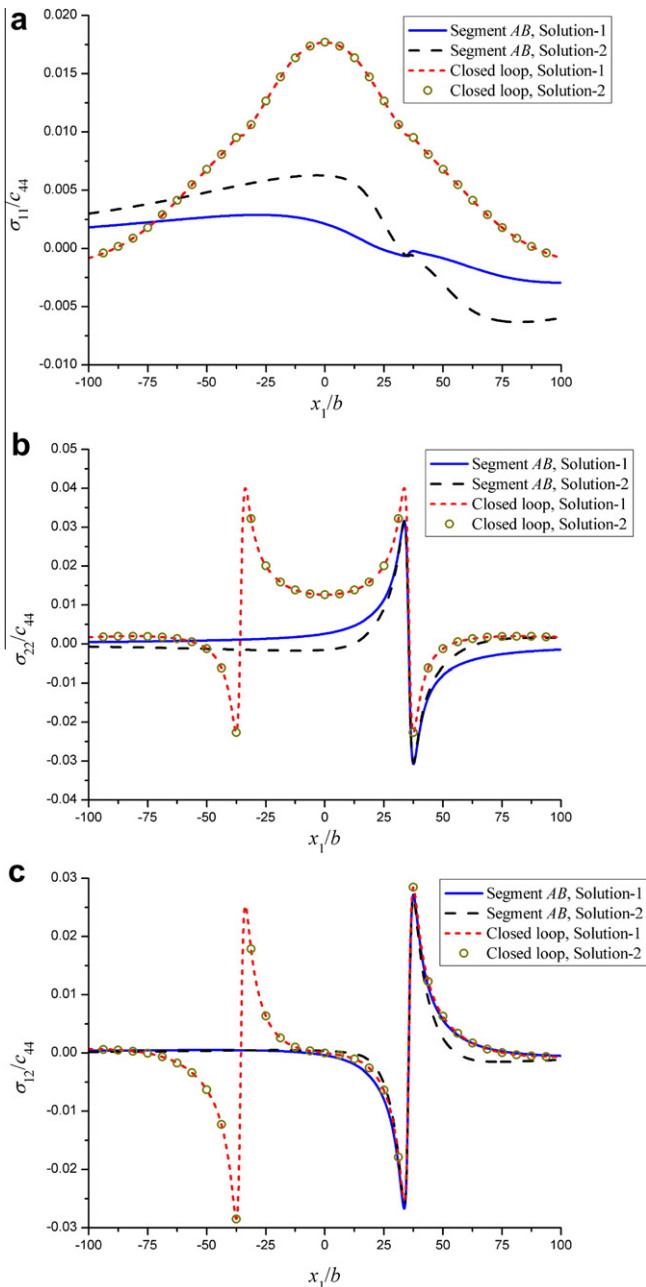 a
0.020
0.015
0.010
0.005
0.000
-0.005
-0.010
σ11/c44
Segment AB, Solution-1
Segment AB, Solution-2
Closed loop, Solution-1
Closed loop, Solution-2
-100 -75 -50 -25 0 25 50 75 100
x1/b
b
0.05
0.04
0.03
0.02
0.01
0.00
-0.01
-0.02
-0.03
-0.04
σ22/c44
Segment AB, Solution-1
Segment AB, Solution-2
Closed loop, Solution-1
Closed loop, Solution-2
-100 -75 -50 -25 0 25 50 75 100
x1/b
c
0.03
0.02
0.01
0.00
-0.01
-0.02
-0.03
σ12/c44
Segment AB, Solution-1
Segment AB, Solution-2
Closed loop, Solution-1
Closed loop, Solution-2
-100 -75 -50 -25 0 25 50 75 100
x1/b